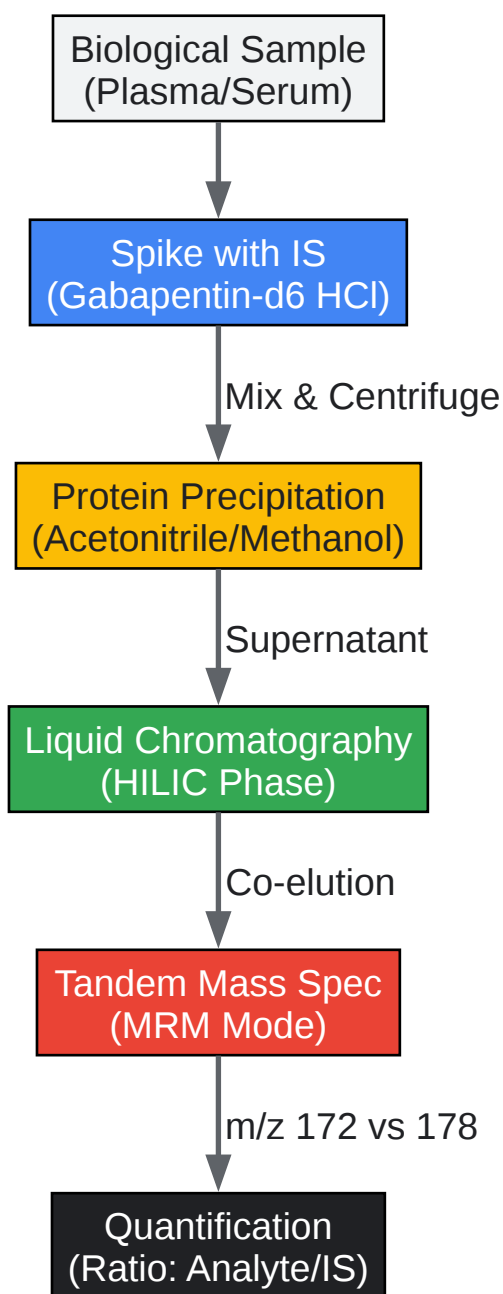 Biological Sample
(Plasma/Serum)
Spike with IS
(Gabapentin-d6 HCl)
Mix & Centrifuge
Protein Precipitation
(Acetonitrile/Methanol)
Supernatant
Liquid Chromatography
(HILIC Phase)
Co-elution
Tandem Mass Spec
(MRM Mode)
m/z 172 vs 178
Quantification
(Ratio: Analyte/IS)